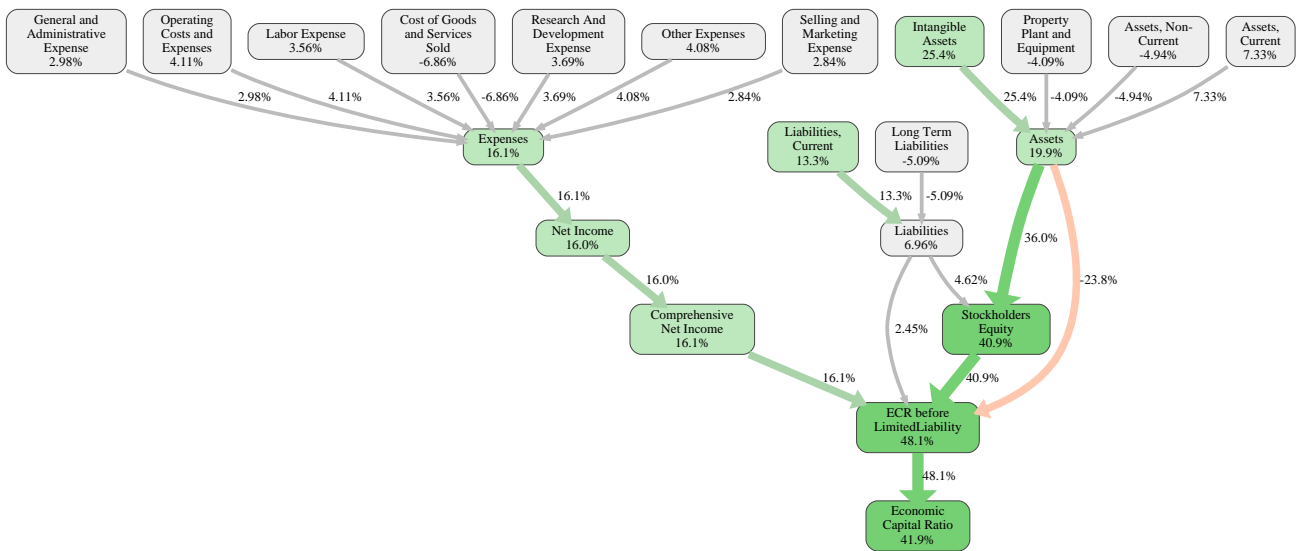 General and
Administrative
Expense
2.98%
Operating
Costs and
Expenses
4.11%
Labor Expense
3.56%
Cost of Goods
and Services
Sold
-6.86%
Research And
Development
Expense
3.69%
Other Expenses
4.08%
Selling and
Marketing
Expense
2.84%
Intangible
Assets
25.4%
Property
Plant and
Equipment
-4.09%
Assets, Non-
Current
-4.94%
Assets,
Current
7.33%
2.98%
4.11%
3.56%
-6.86%
3.69%
4.08%
2.84%
25.4%
-4.09%
-4.94%
7.33%
Expenses
16.1%
Liabilities,
Current
13.3%
Long Term
Liabilities
-5.09%
Assets
19.9%
16.1%
13.3%
-5.09%
Net Income
16.0%
Liabilities
6.96%
36.0%
16.0%
4.62%
-23.8%
Comprehensive
Net Income
16.1%
2.45%
Stockholders
Equity
40.9%
16.1%
40.9%
ECR before
LimitedLiability
48.1%
48.1%
Economic
Capital Ratio
41.9%